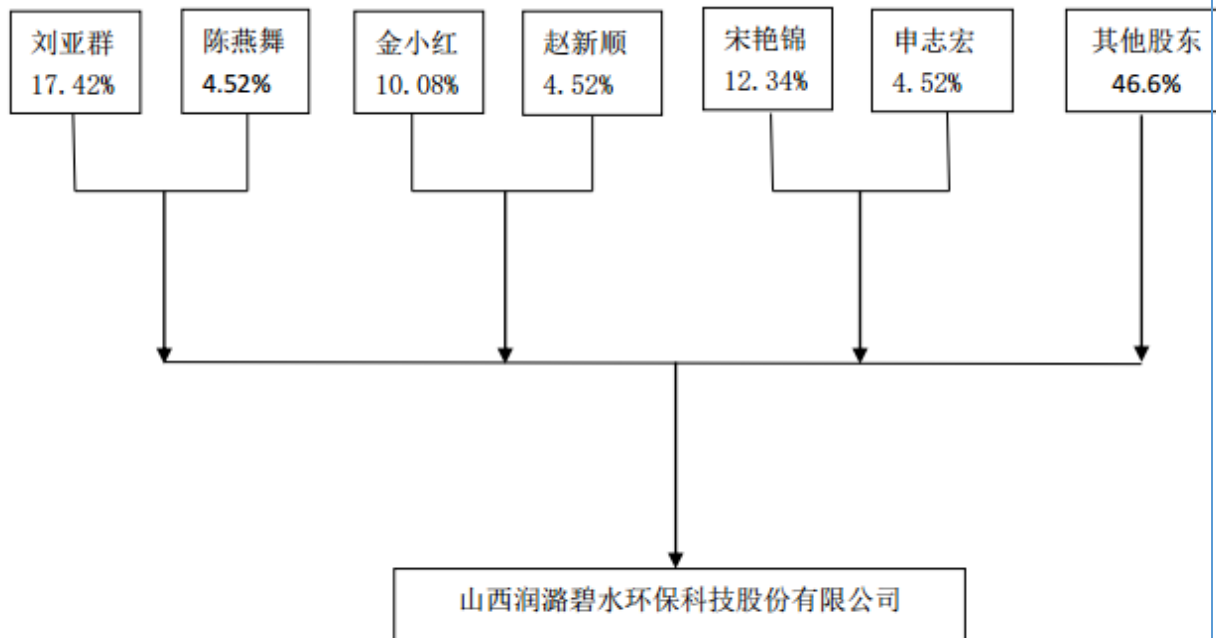 刘亚群
17.42%
陈燕舞
4.52%
金小红
10.08%
赵新顺
4.52%
宋艳锦
12.34%
申志宏
4.52%
其他股东
46.6%
山西润潞碧水环保科技股份有限公司